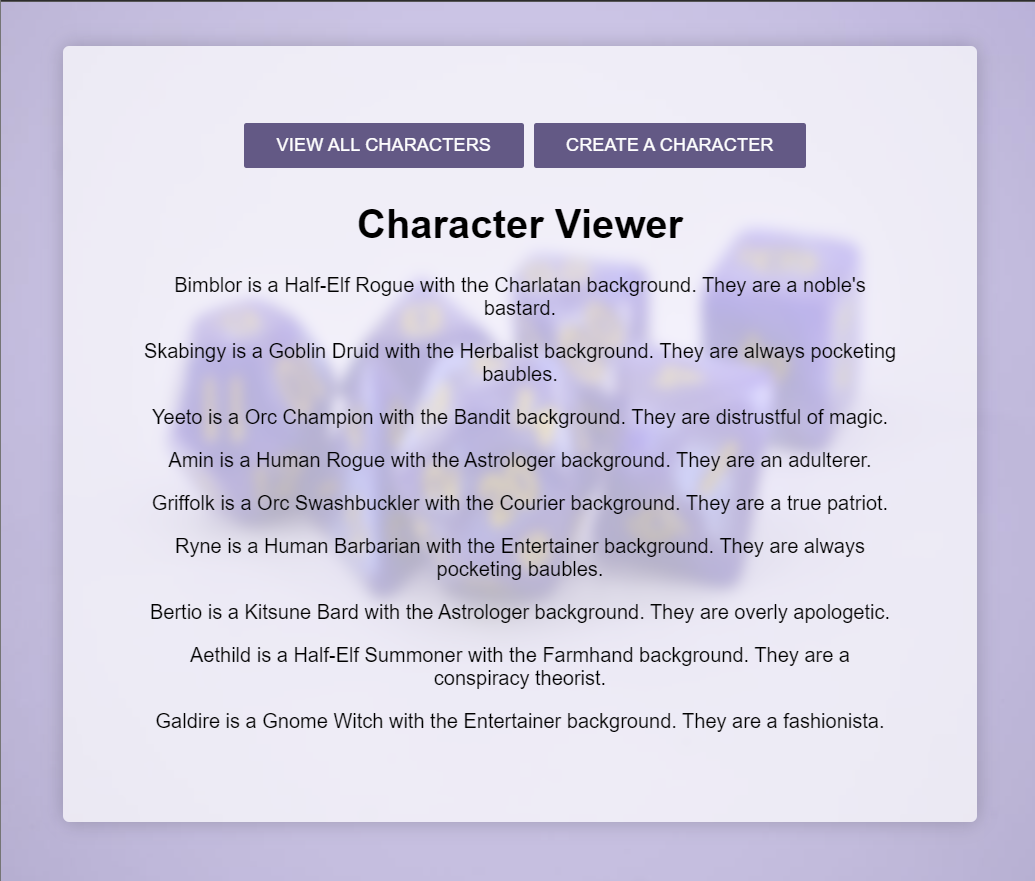 VIEW ALL CHARACTERS
CREATE A CHARACTER
Character Viewer
Bimblor is a Half-Elf Rogue with the Charlatan background. They are a noble's
bastard.
Skabingy is a Goblin Druid with the Herbalist background. They are always pocketing
baubles.
Yeeto is a Orc Champion with the Bandit background. They are distrustful of magic.
Amin is a Human Rogue with the Astrologer background. They are an adulterer.
Griffolk is a Orc Swashbuckler with the Courier background. They are a true patriot.
Ryne is a Human Barbarian with the Entertainer background. They are always
pocketing baubles.
Bertio is a Kitsune Bard with the Astrologer background. They are overly apologetic.
Aethild is a Half-Elf Summoner with the Farmhand background. They are a
conspiracy theorist.
Galdire is a Gnome Witch with the Entertainer background. They are a fashionista.